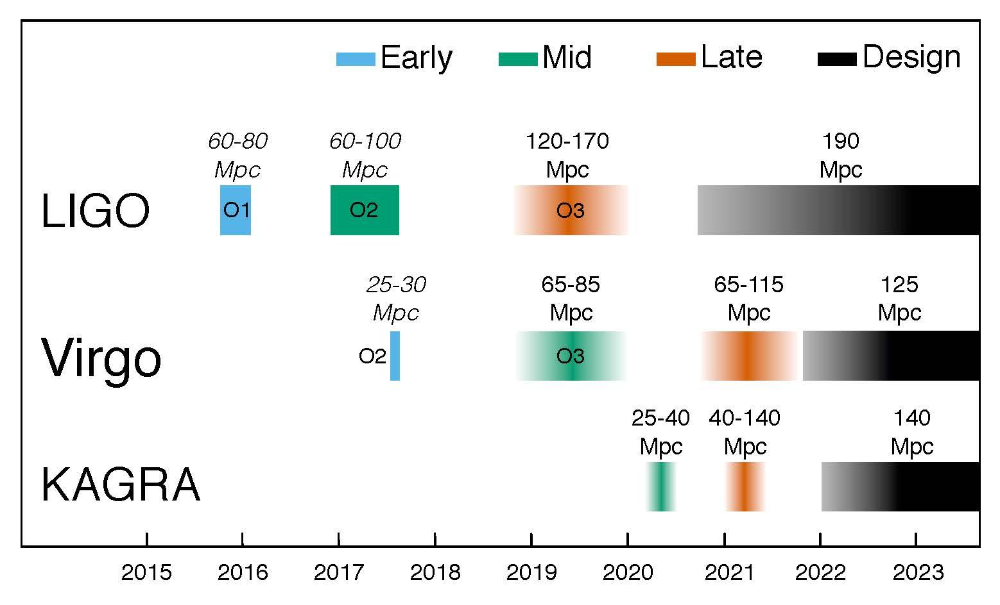 Early Mid Late Design
60-80 60-100 120-170 190
Mpc Mpc Mpc Mpc
LIGO O1 O2 O3
25-30 65-85 65-115 125
Mpc Mpc Mpc Mpc
Virgo O2 O3
25-40 40-140 140
Mpc Mpc Mpc
KAGRA
2015 2016 2017 2018 2019 2020 2021 2022 2023